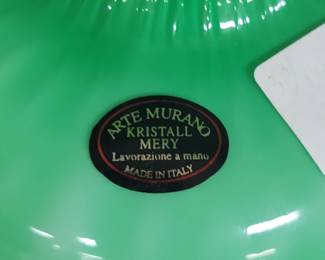 ARTE MURANO
KRISTALL
MERY
Lavorazione a mano
MADE IN ITALY